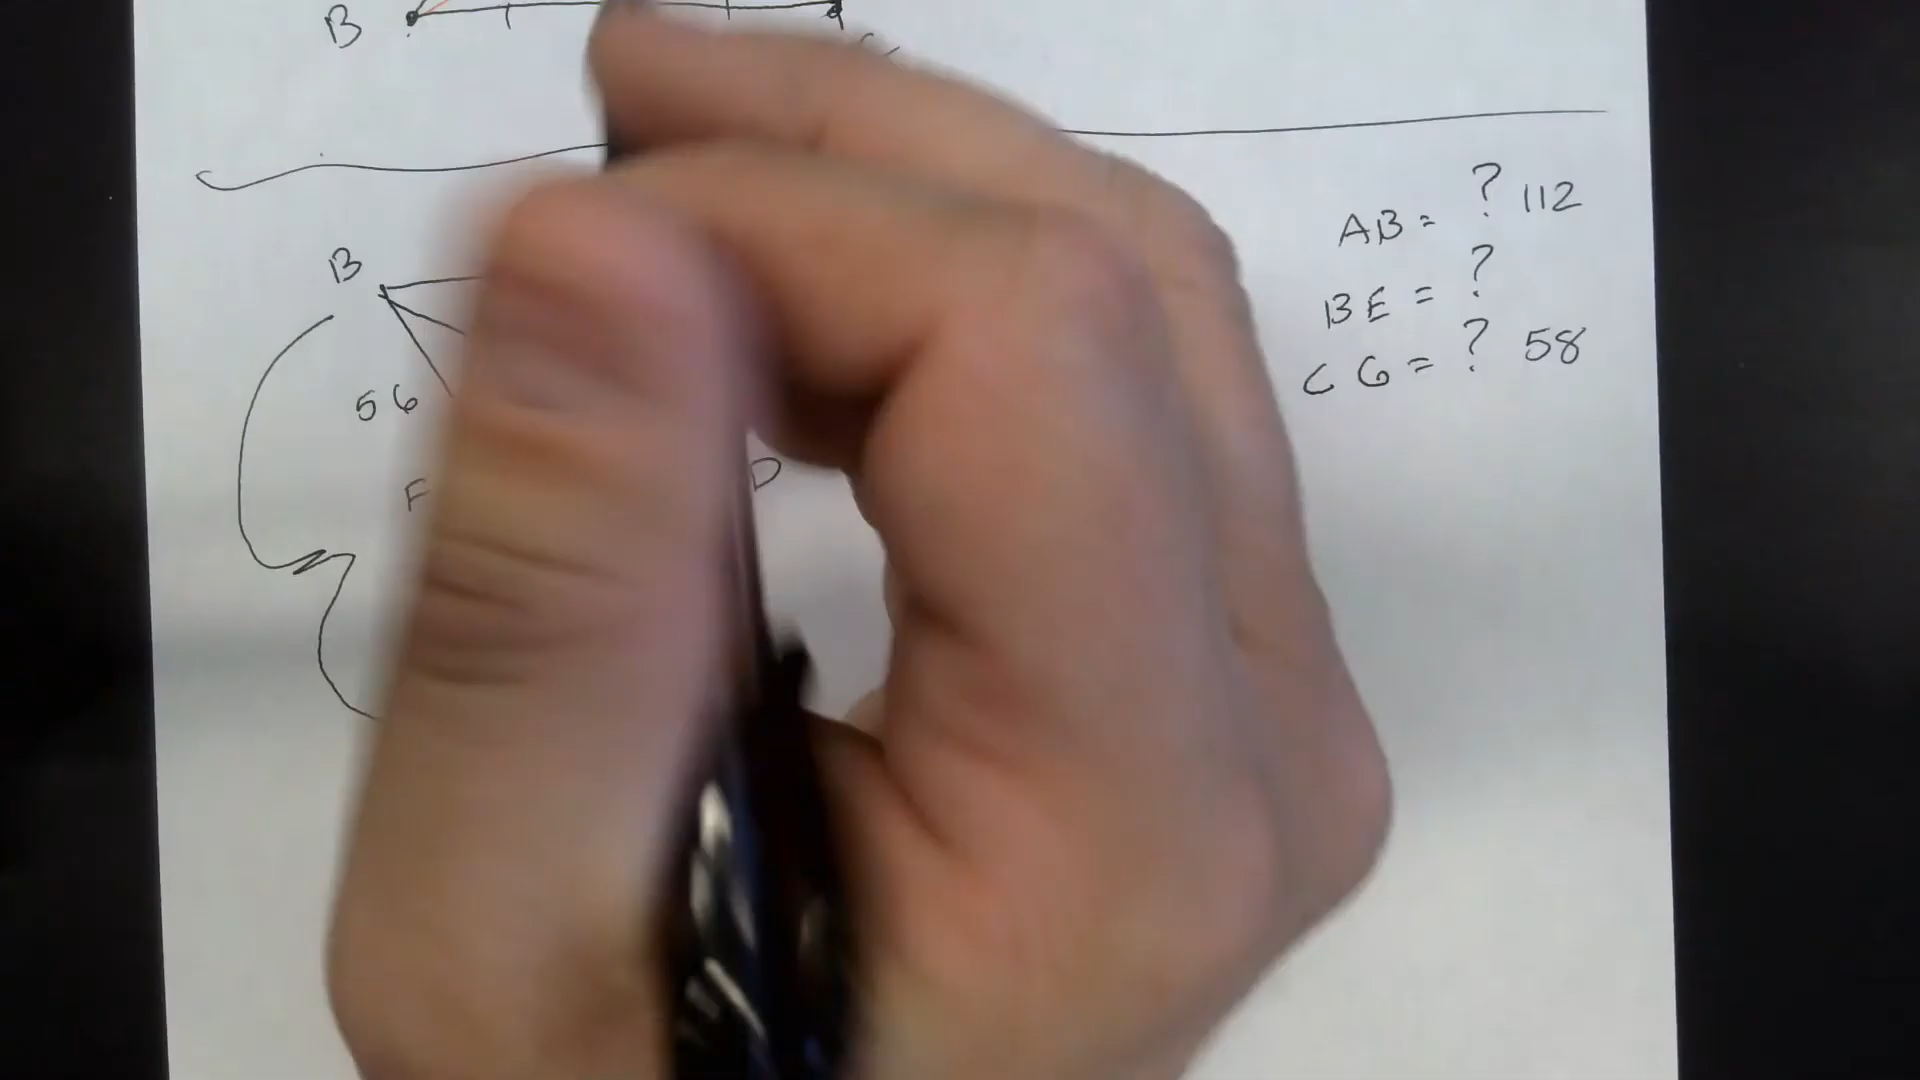 B
AB = ? 112
B
BE = ?
CG = ? 58
56
F
D